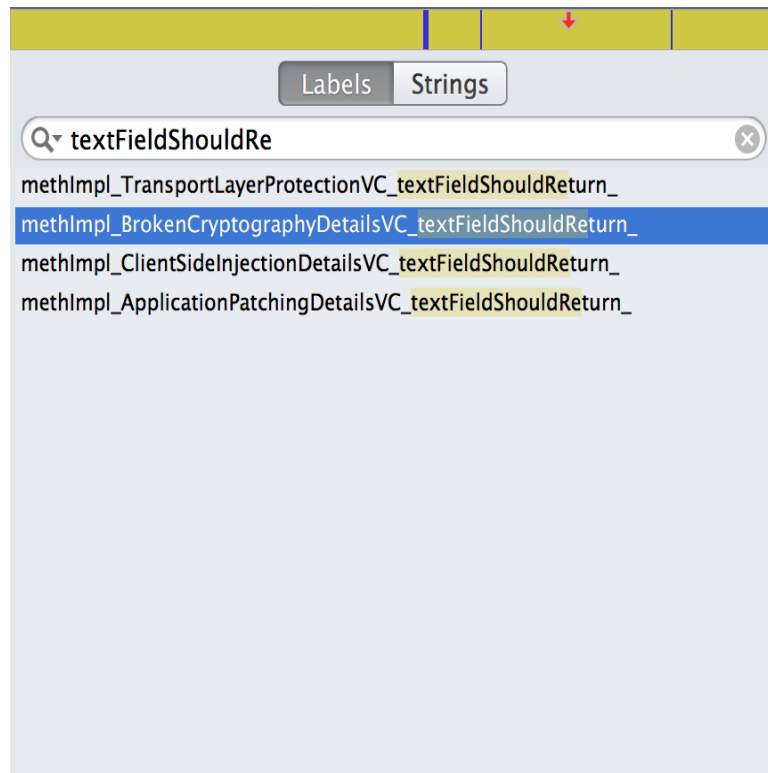 Labels Strings
textFieldShouldRe
methImpl_TransportLayerProtectionVC_textFieldShouldReturn_
methImpl_BrokenCryptographyDetailsVC_textFieldShouldReturn_
methImpl_ClientSideInjectionDetailsVC_textFieldShouldReturn_
methImpl_ApplicationPatchingDetailsVC_textFieldShouldReturn_